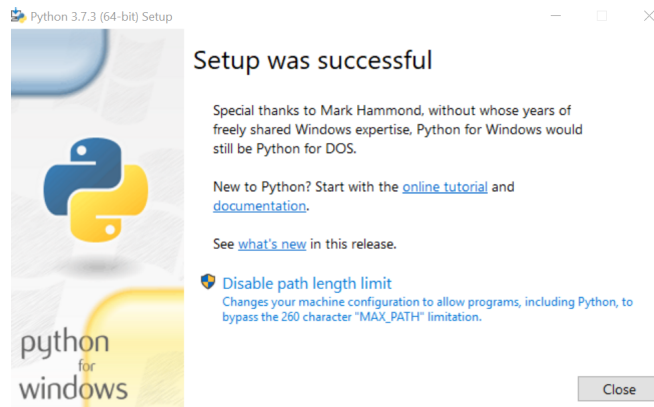 Python 3.7.3 (64-bit) Setup
Setup was successful
Special thanks to Mark Hammond, without whose years of
freely shared Windows expertise, Python for Windows would
still be Python for DOS.
New to Python? Start with the online tutorial and
documentation.
See what's new in this release.
Disable path length limit
Changes your machine configuration to allow programs, including Python, to
bypass the 260 character "MAX_PATH" limitation.
python
for
windows
Close